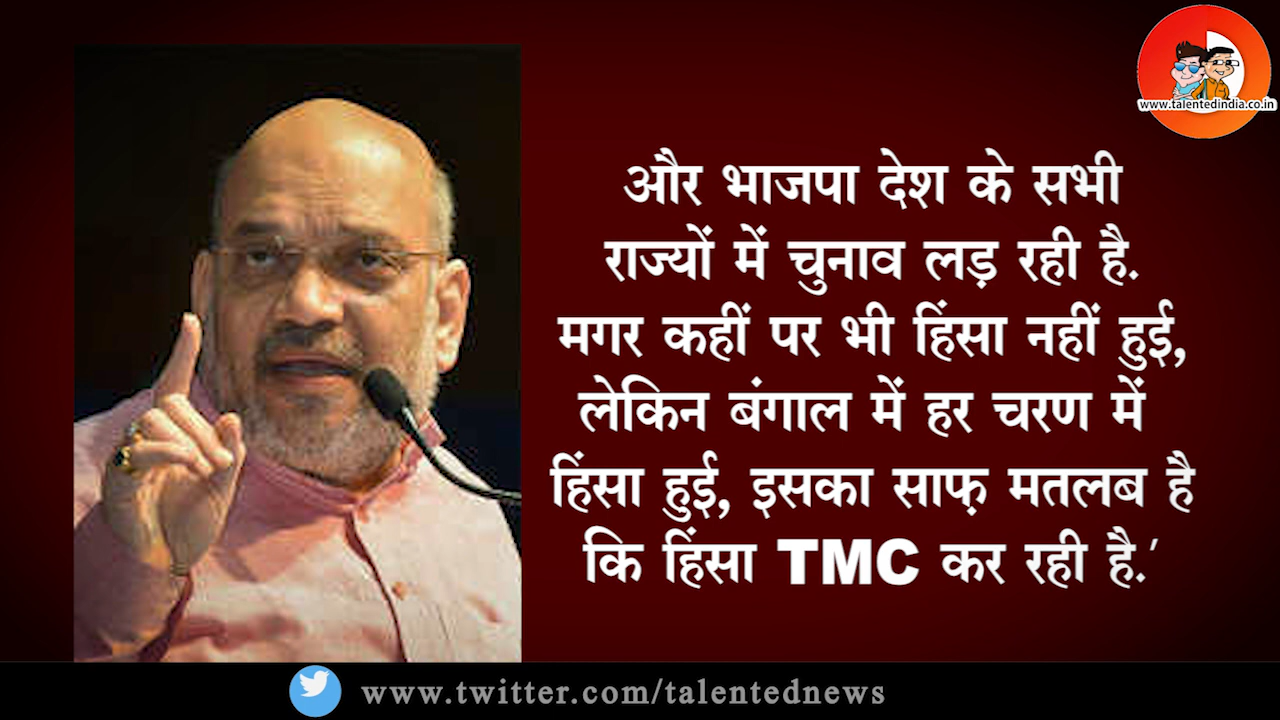 www.talentedindia.co.in
और भाजपा देश के सभी
राज्यों में चुनाव लड़ रही है.
मगर कहीं पर भी हिंसा नहीं हुई,
लेकिन बंगाल में हर चरण में
हिंसा हुई, इसका साफ़ मतलब है
कि हिंसा TMC कर रही है.'
www.twitter.com/talentednews